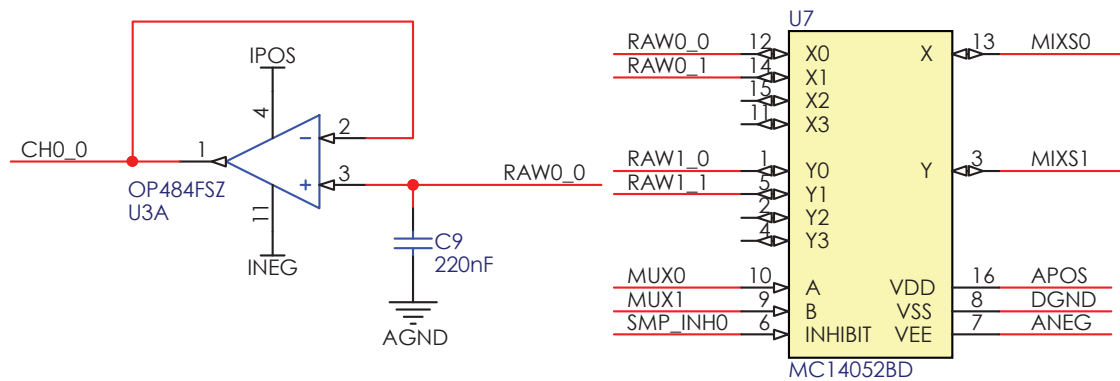 U7
RAW0_0 12 X0 X 13 MIXS0
RAW0_1 14 X1
15 X2
11 X3
IPOS
4
2
CH0_0 1
OP484FSZ
U3A
3 RAW0_0
11
INEG
C9
220nF
AGND
RAW1_0 1 Y0 Y 3 MIXS1
RAW1_1 5 Y1
2 Y2
4 Y3
MUX0 10 A VDD 16 APOS
MUX1 9 B VSS 8 DGND
SMP_INH0 6 INHIBIT VEE 7 ANEG
MC14052BD